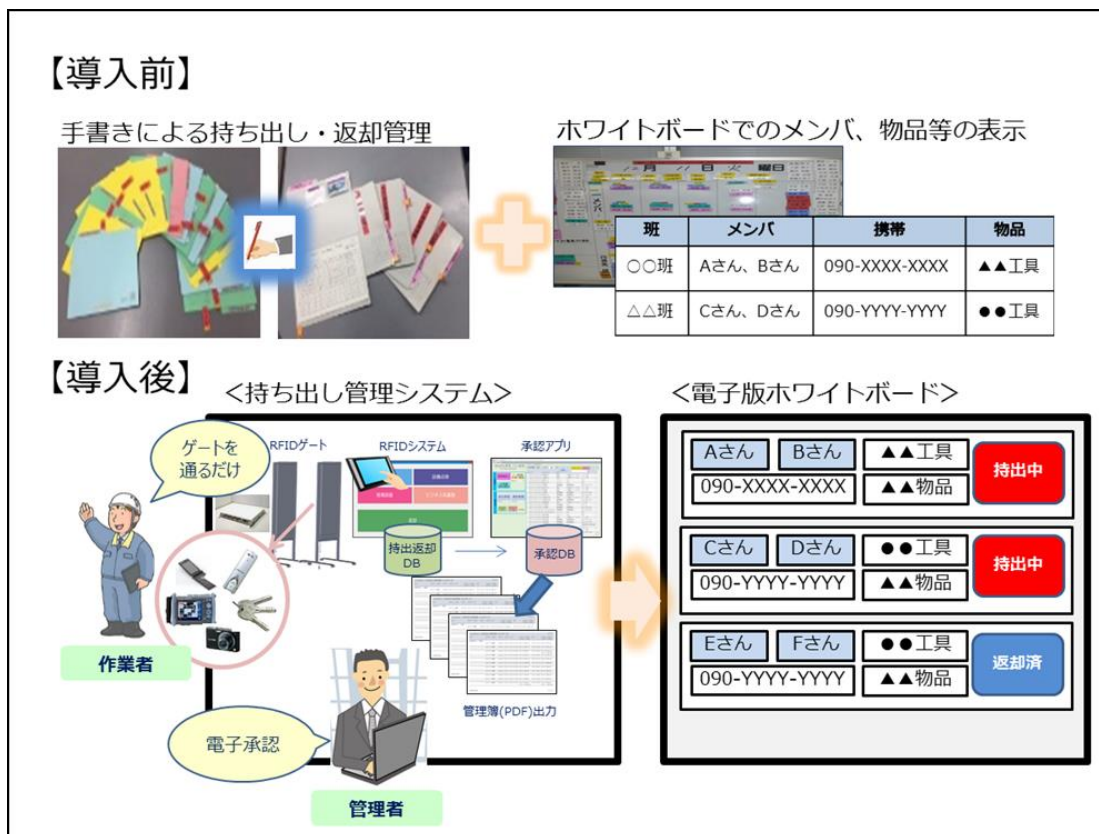 【導入前】
手書きによる持ち出し・返却管理
ホワイトボードでのメンバ、物品等の表示
月 日 火 曜日
班 メンバ 携帯 物品
○○班 Aさん、Bさん 090-XXXX-XXXX ▲▲工具
△△班 Cさん、Dさん 090-YYYY-YYYY ●●工具
【導入後】
<持ち出し管理システム>
<電子版ホワイトボード>
ゲートを
通るだけ
RFIDゲート
RFIDシステム
承認アプリ
持出返却
DB
承認DB
管理簿(PDF)出力
作業者
電子承認
管理者
Aさん Bさん ▲▲工具
090-XXXX-XXXX ▲▲物品
持出中
Cさん Dさん ●●工具
090-YYYY-YYYY ▲▲物品
持出中
Eさん Fさん ●●工具
090-YYYY-YYYY ▲▲物品
返却済